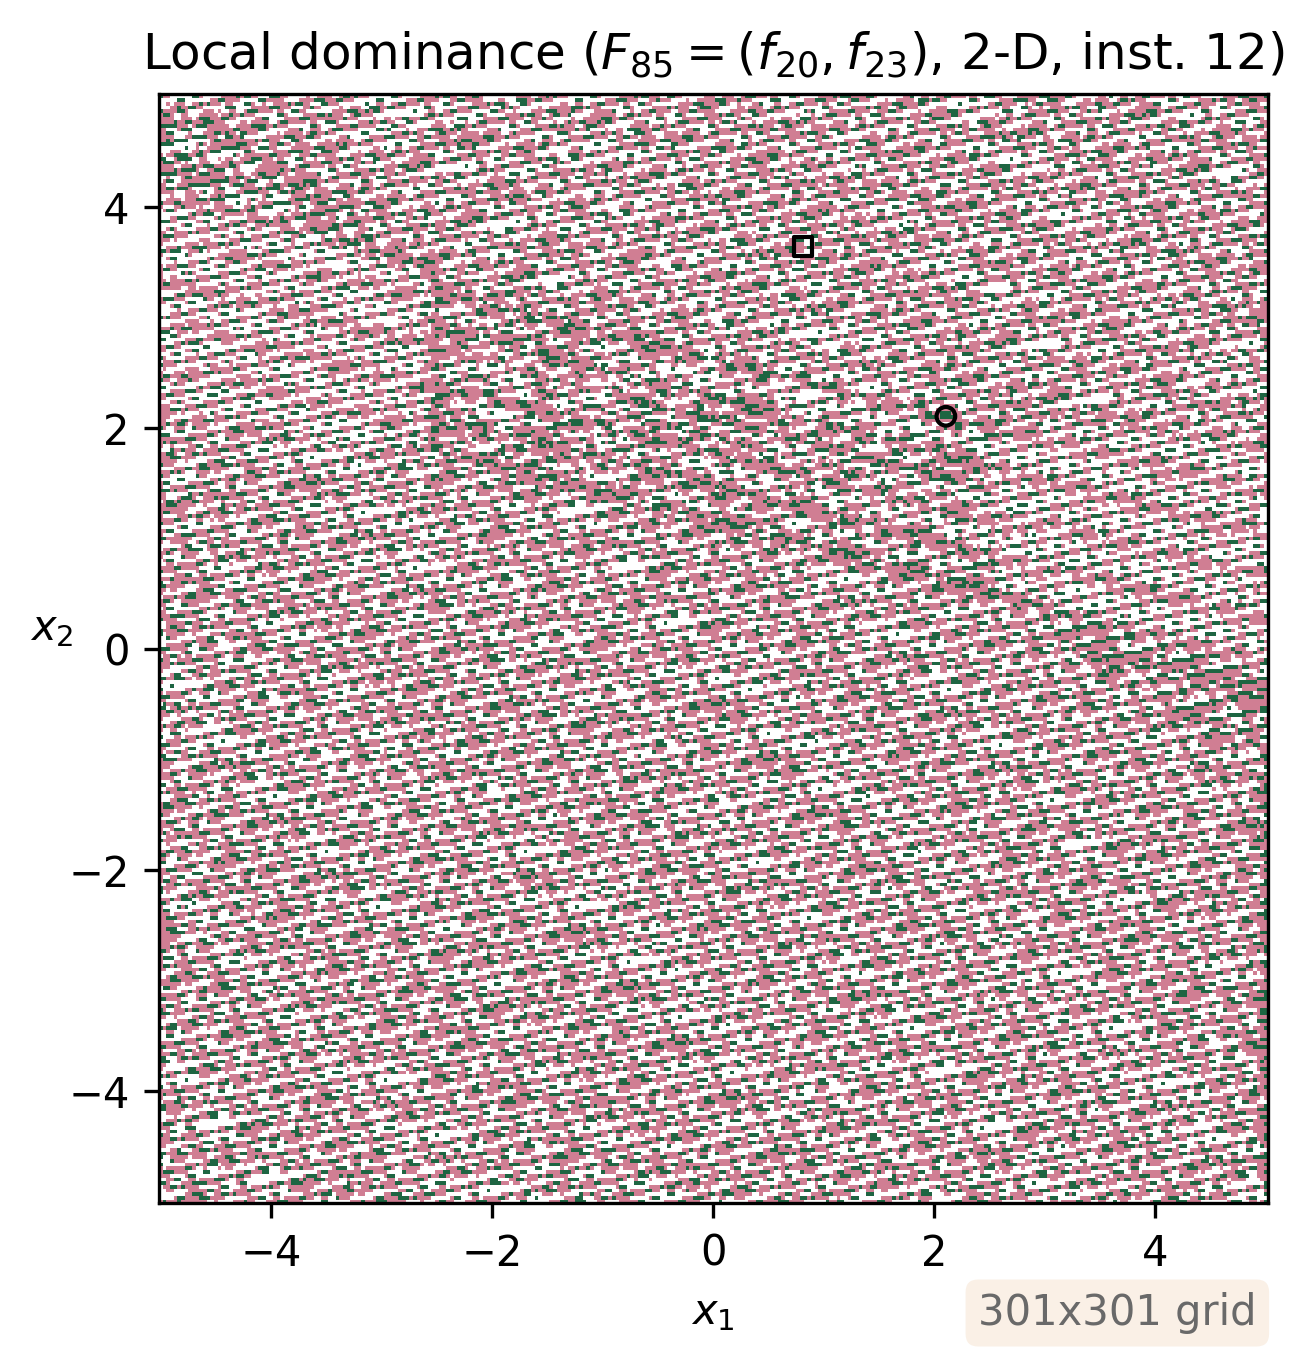 Local dominance (F₈₅ = (f₂₀, f₂₃), 2-D, inst. 12)
4
2
x₂
0
−2
−4
−4 −2 0 2 4
x₁
301x301 grid